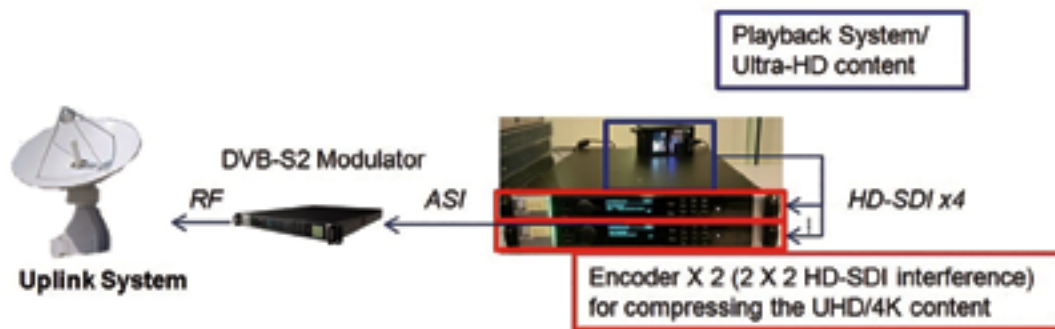 Playback System/
Ultra-HD content
DVB-S2 Modulator
RF
ASI
HD-SDI x4
Uplink System
Encoder X 2 (2 X 2 HD-SDI interference)
for compressing the UHD/4K content